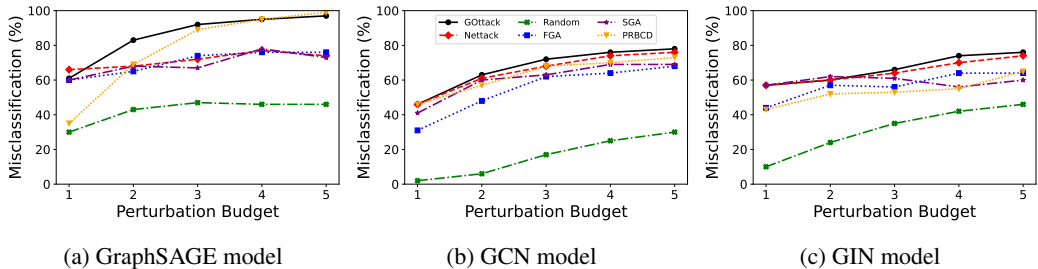 Misclassification (%)
100
80
60
40
20
0
1 2 3 4 5
Perturbation Budget
(a) GraphSAGE model
Misclassification (%)
100
80
60
40
20
0
GOttack Random SGA
Nettack FGA PRBCD
1 2 3 4 5
Perturbation Budget
(b) GCN model
Misclassification (%)
100
80
60
40
20
0
1 2 3 4 5
Perturbation Budget
(c) GIN model